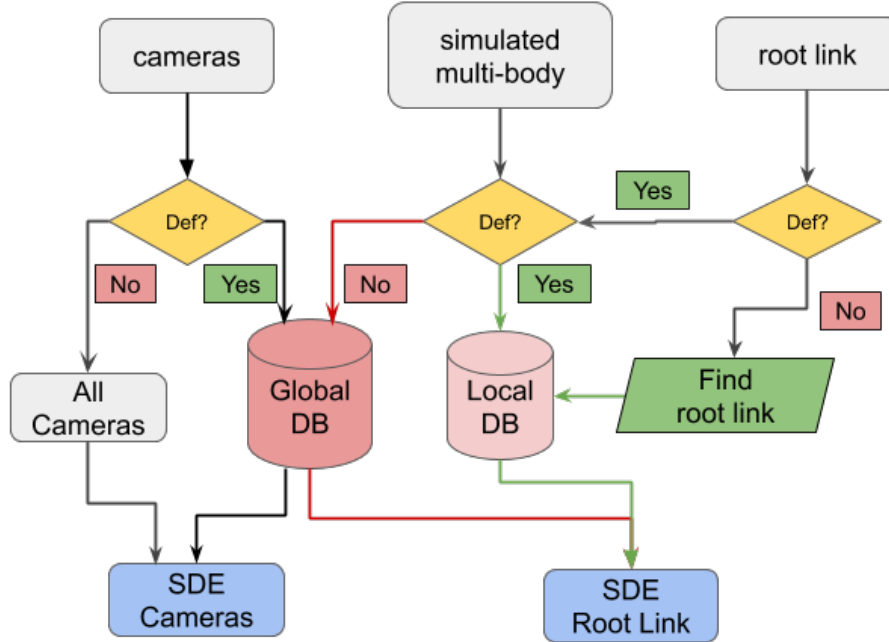 cameras
simulated
multi-body
root link
Def?
Def?
Def?
Yes
No
Yes
No
Yes
No
All
Cameras
Global
DB
Local
DB
Find
root link
SDE
Cameras
SDE
Root Link